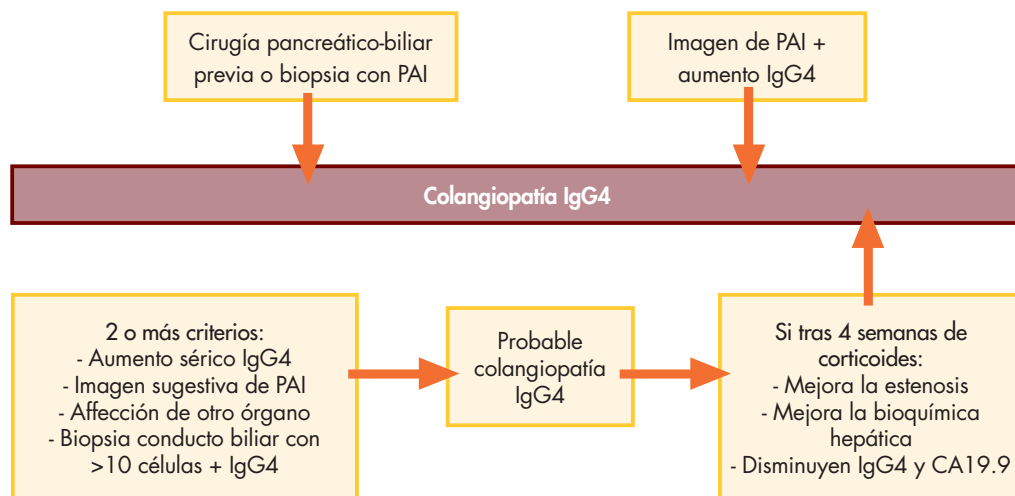 Cirugía pancreático-biliar
previa o biopsia con PAI
Imagen de PAI +
aumento IgG4
Colangiopatía IgG4
2 o más criterios:
- Aumento sérico IgG4
- Imagen sugestiva de PAI
- Affección de otro órgano
- Biopsia conducto biliar con
>10 células + IgG4
Probable
colangiopatía
IgG4
Si tras 4 semanas de
corticoides:
- Mejora la estenosis
- Mejora la bioquímica
hepática
- Disminuyen IgG4 y CA19.9